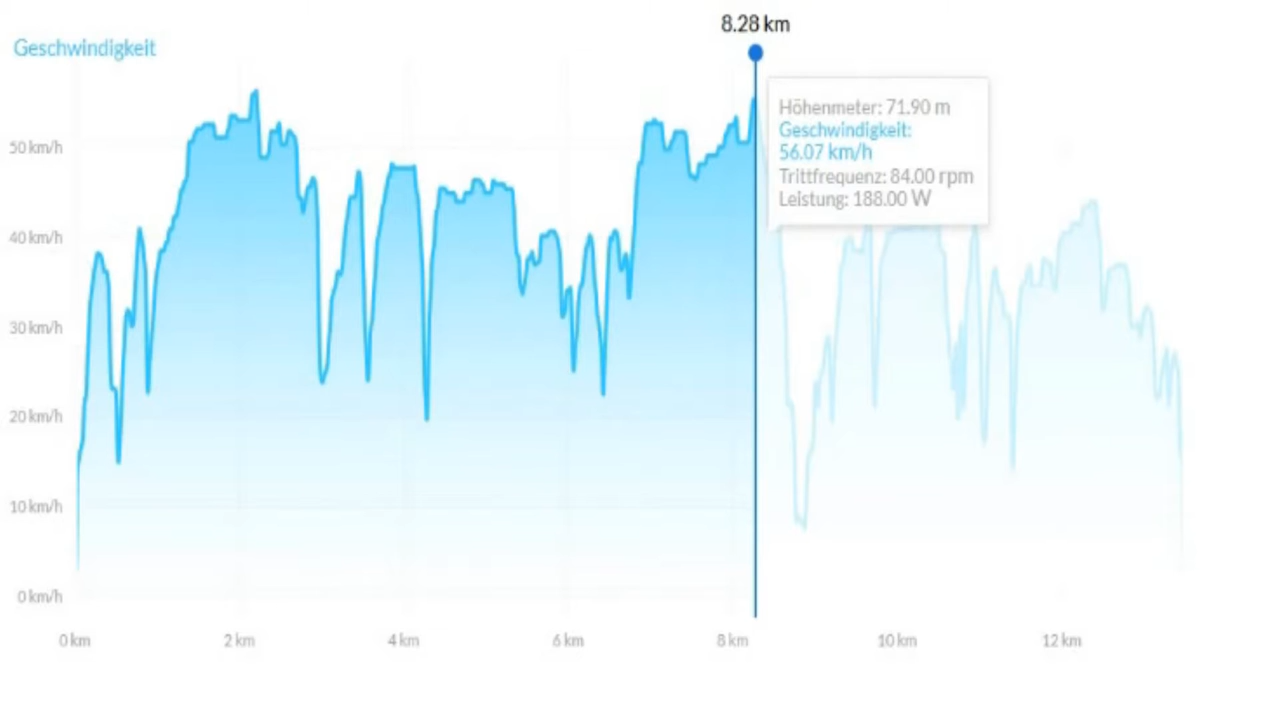 8.28 km
Geschwindigkeit
Höhenmeter: 71.90 m
Geschwindigkeit:
56.07 km/h
Trittfrequenz: 84.00 rpm
Leistung: 188.00 W
50 km/h
40 km/h
30 km/h
20 km/h
10 km/h
0 km/h
0 km
2 km
4 km
6 km
8 km
10 km
12 km